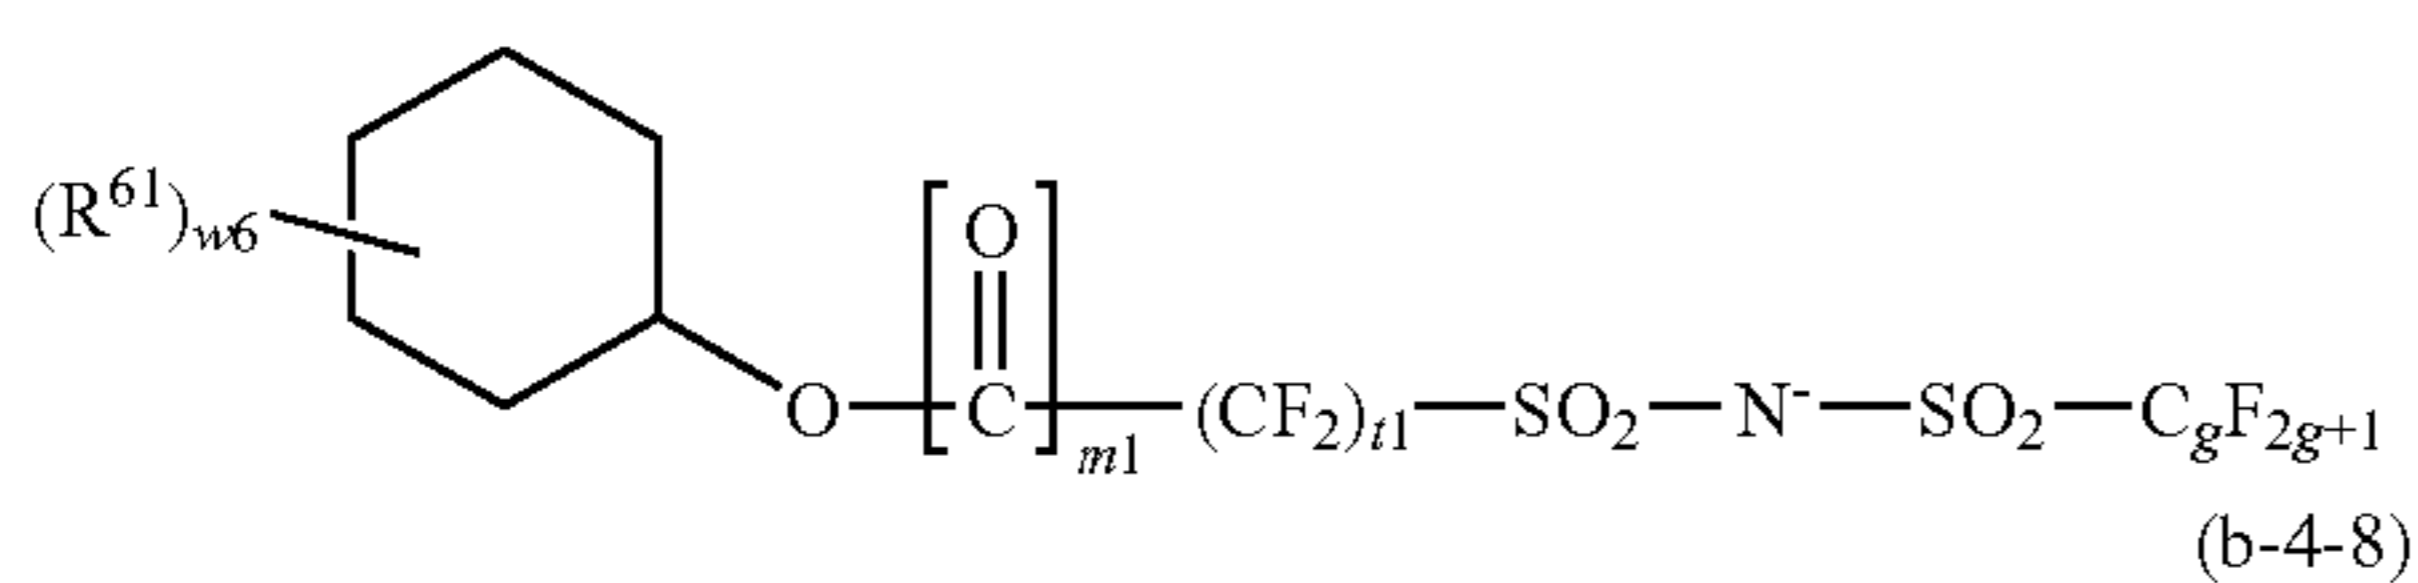 O
(R⁶¹)w6 O [C]m1 (CF₂)t1 SO₂ N⁻ SO₂ CgF₂g₊₁
(b-4-8)